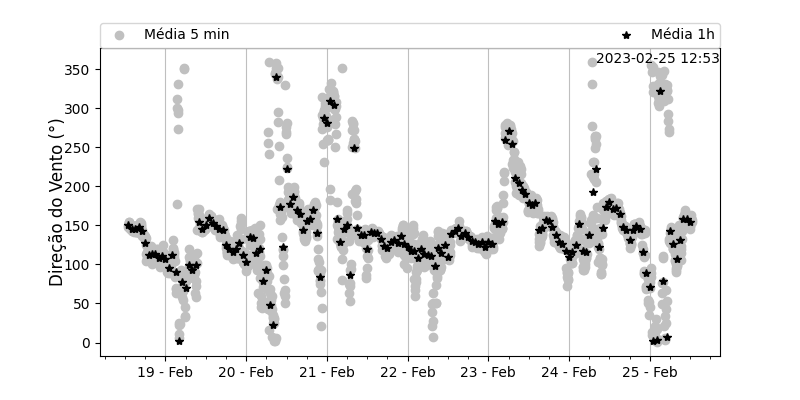 Média 5 min
Média 1h
2023-02-25 12:53
Direção do Vento (°)
350
300
250
200
150
100
50
0
19 - Feb
20 - Feb
21 - Feb
22 - Feb
23 - Feb
24 - Feb
25 - Feb